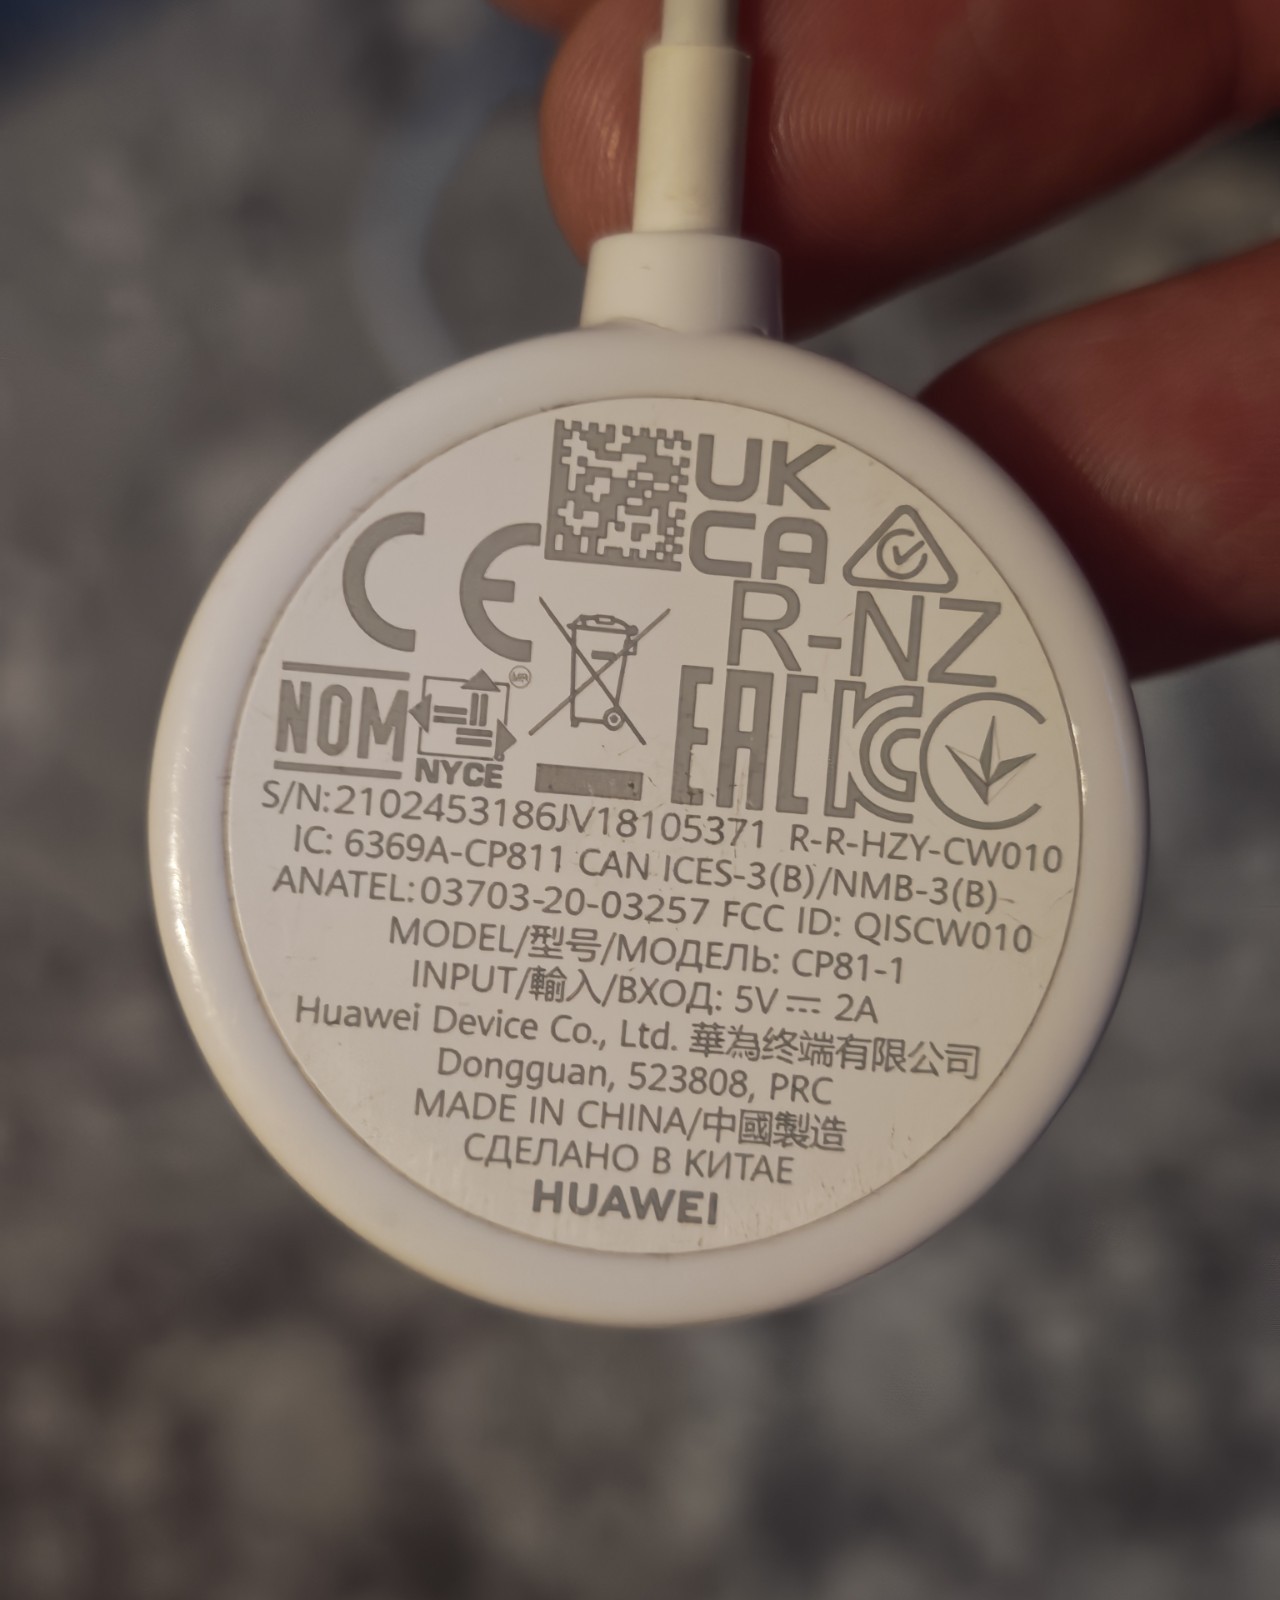 UK
CA
CE
R-NZ
NOM
NYCE
EAC
KC
S/N:2102453186JV18105371 R-R-HZY-CW010
IC: 6369A-CP811 CAN ICES-3(B)/NMB-3(B)
ANATEL:03703-20-03257 FCC ID: QISCW010
MODEL/型号/МОДЕЛЬ: CP81-1
INPUT/輸入/ВХОД: 5V ⎓ 2A
Huawei Device Co., Ltd. 華為终端有限公司
Dongguan, 523808, PRC
MADE IN CHINA/中國製造
СДЕЛАНО В КИТАЕ
HUAWEI